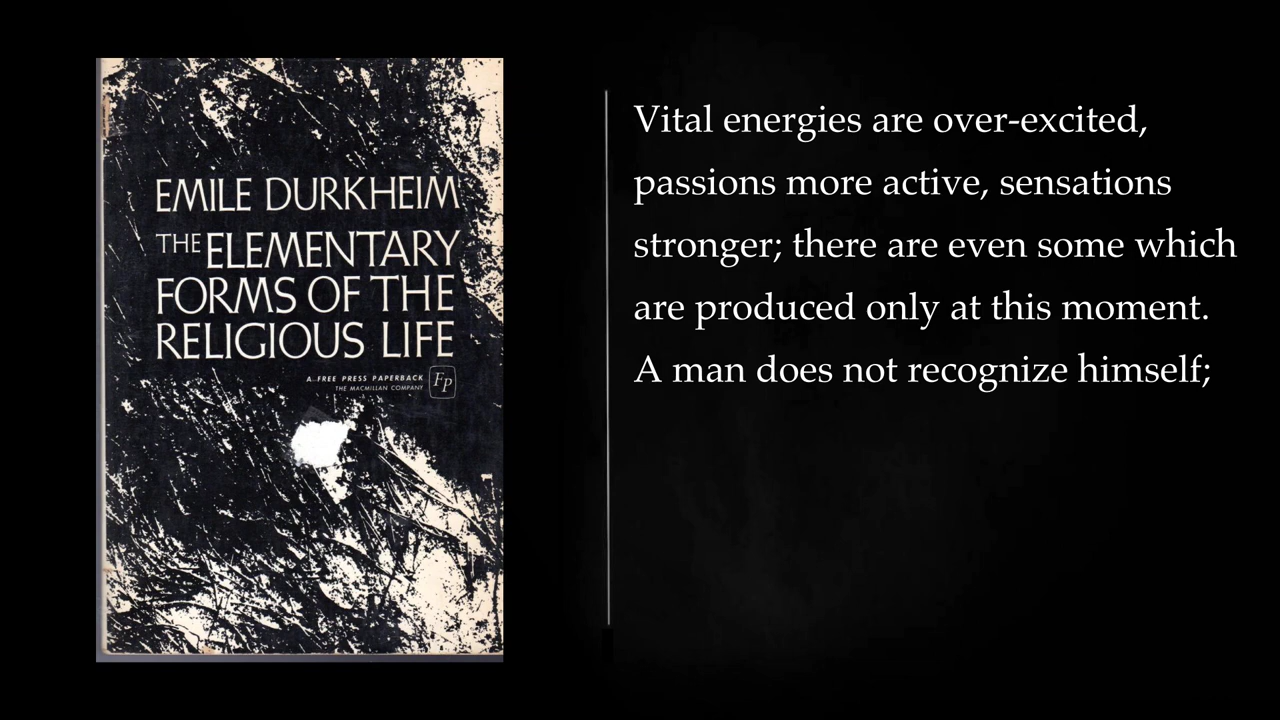 EMILE DURKHEIM
THE ELEMENTARY
FORMS OF THE
RELIGIOUS LIFE
A FREE PRESS PAPERBACK
THE MACMILLAN COMPANY
Fp
Vital energies are over-excited,
passions more active, sensations
stronger; there are even some which
are produced only at this moment.
A man does not recognize himself;